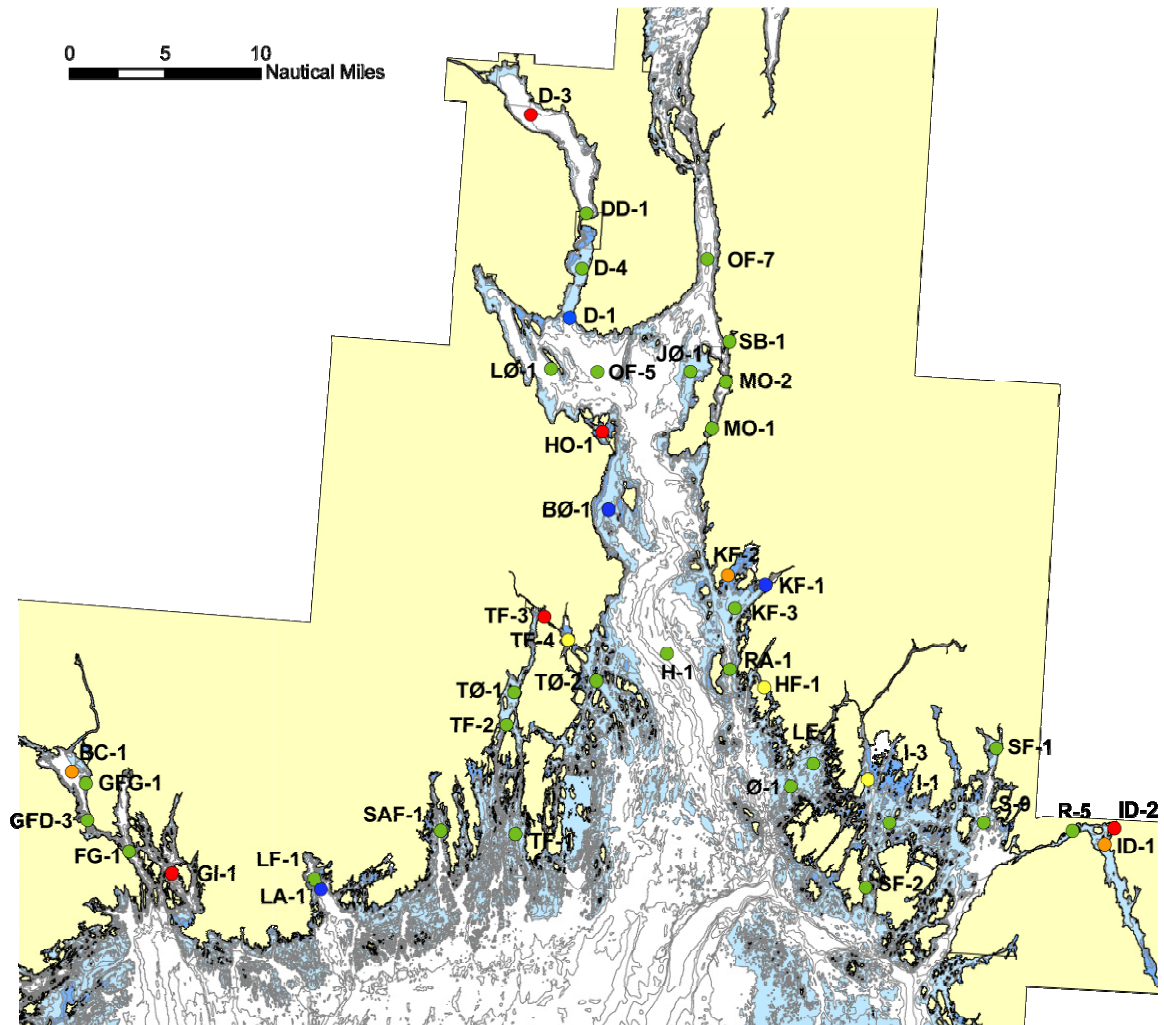 0 5 10
Nautical Miles
D-3
DD-1
OF-7
D-4
D-1
SB-1
JØ-1
LØ-1
OF-5
MO-2
MO-1
HO-1
BØ-1
KF-2
KF-1
KF-3
TF-3
TF-4
RA-1
H-1
HF-1
TØ-2
TØ-1
TF-2
BC-1
GFG-1
LE-1
I-3
SF-1
I-1
Ø-1
GFD-3
SAF-1
TF-1
S-9
R-5
ID-2
ID-1
FG-1
GI-1
LF-1
LA-1
SF-2